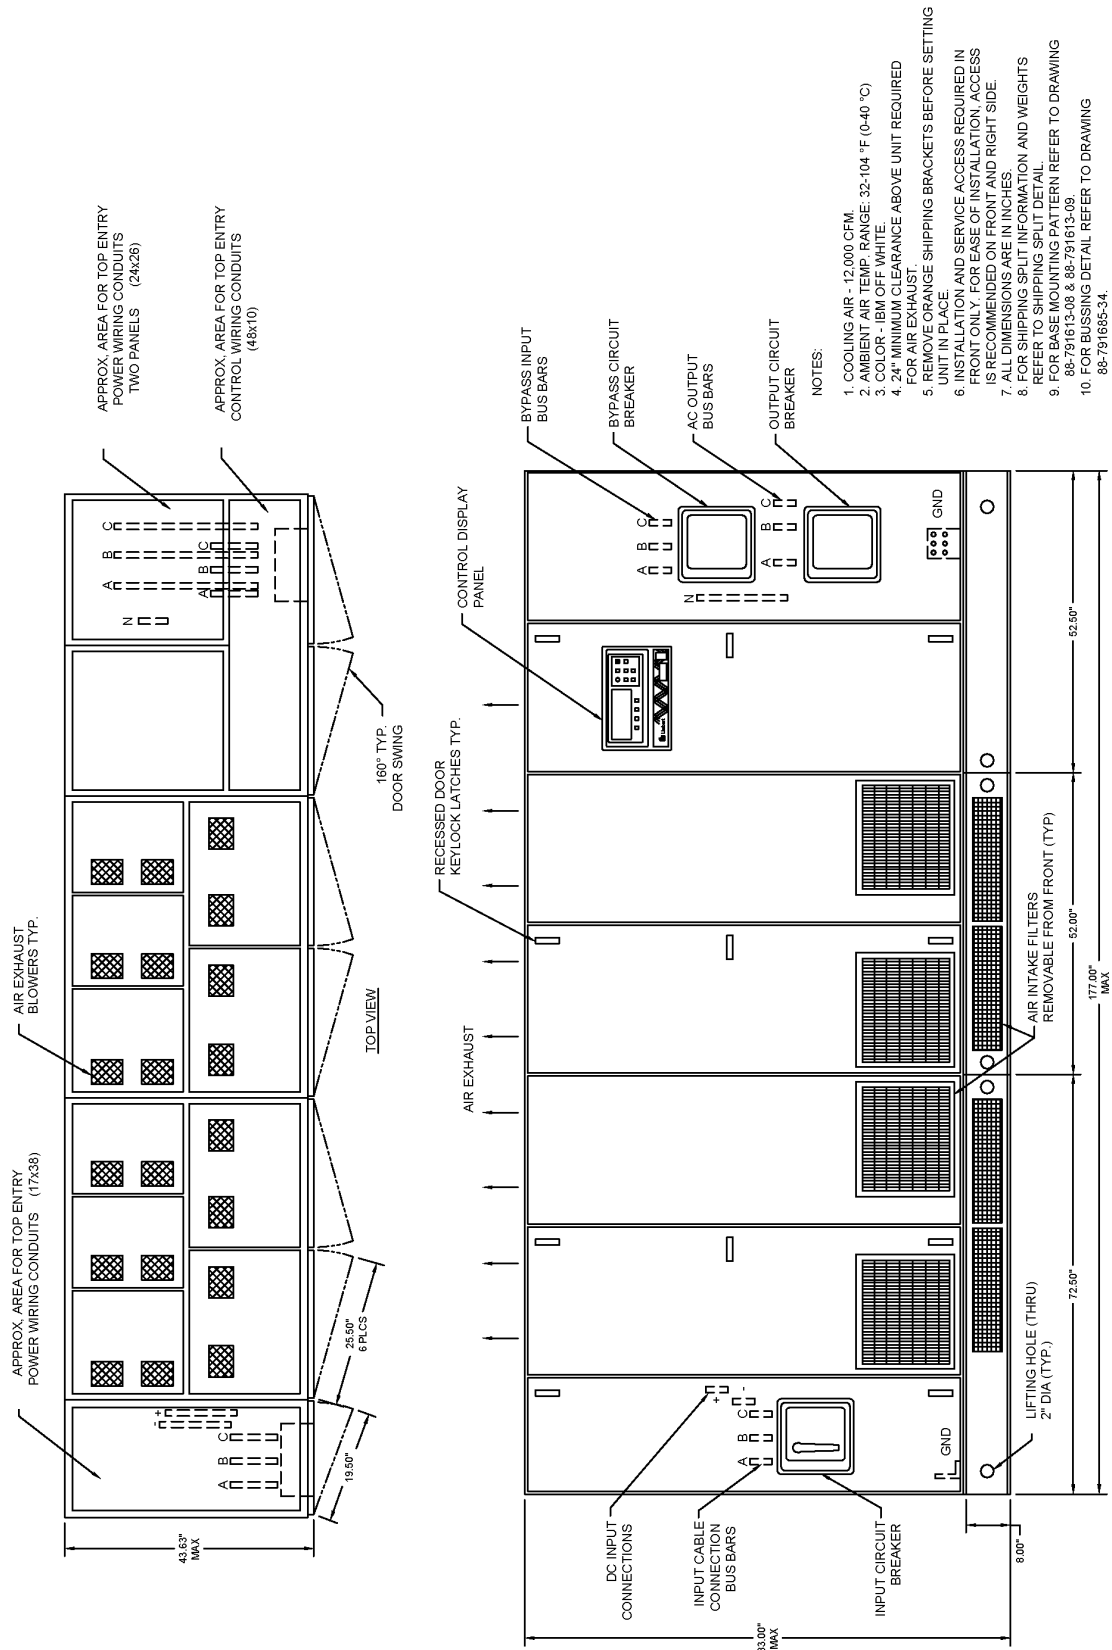 APPROX, AREA FOR TOP ENTRY
POWER WIRING CONDUITS (17x38)
AIR EXHAUST
BLOWERS TYP.
APPROX, AREA FOR TOP ENTRY
POWER WIRING CONDUITS
TWO PANELS (24x26)
APPROX, AREA FOR TOP ENTRY
CONTROL WIRING CONDUITS
(48x10)
43.63"
MAX
- +
A B C
N
A B C
A B C
19.50"
25.50"
6 PLCS
TOP VIEW
160° TYP.
DOOR SWING
AIR EXHAUST
RECESSED DOOR
KEYLOCK LATCHES TYP.
CONTROL DISPLAY
PANEL
BYPASS INPUT
BUS BARS
BYPASS CIRCUIT
BREAKER
AC OUTPUT
BUS BARS
OUTPUT CIRCUIT
BREAKER
DC INPUT
CONNECTIONS
INPUT CABLE
CONNECTION
BUS BARS
INPUT CIRCUIT
BREAKER
MAX
+
-
A B C
GND
Liebert
A B C
N
A B C
GND
8.00"
LIFTING HOLE (THRU)
2" DIA (TYP.)
AIR INTAKE FILTERS
REMOVABLE FROM FRONT (TYP)
72.50"
52.00"
52.50"
177.00"
MAX
NOTES:
1. COOLING AIR - 12,000 CFM.
2. AMBIENT AIR TEMP. RANGE: 32-104 °F (0-40 °C)
3. COLOR - IBM OFF WHITE.
4. 24" MINIMUM CLEARANCE ABOVE UNIT REQUIRED
FOR AIR EXHAUST.
5. REMOVE ORANGE SHIPPING BRACKETS BEFORE SETTING
UNIT IN PLACE.
6. INSTALLATION AND SERVICE ACCESS REQUIRED IN
FRONT ONLY. FOR EASE OF INSTALLATION, ACCESS
IS RECOMMENDED ON FRONT AND RIGHT SIDE.
7. ALL DIMENSIONS ARE IN INCHES.
8. FOR SHIPPING SPLIT INFORMATION AND WEIGHTS
REFER TO SHIPPING SPLIT DETAIL.
9. FOR BASE MOUNTING PATTERN REFER TO DRAWING
88-791613-08 & 88-791613-09.
10. FOR BUSSING DETAIL REFER TO DRAWING
88-791685-34.